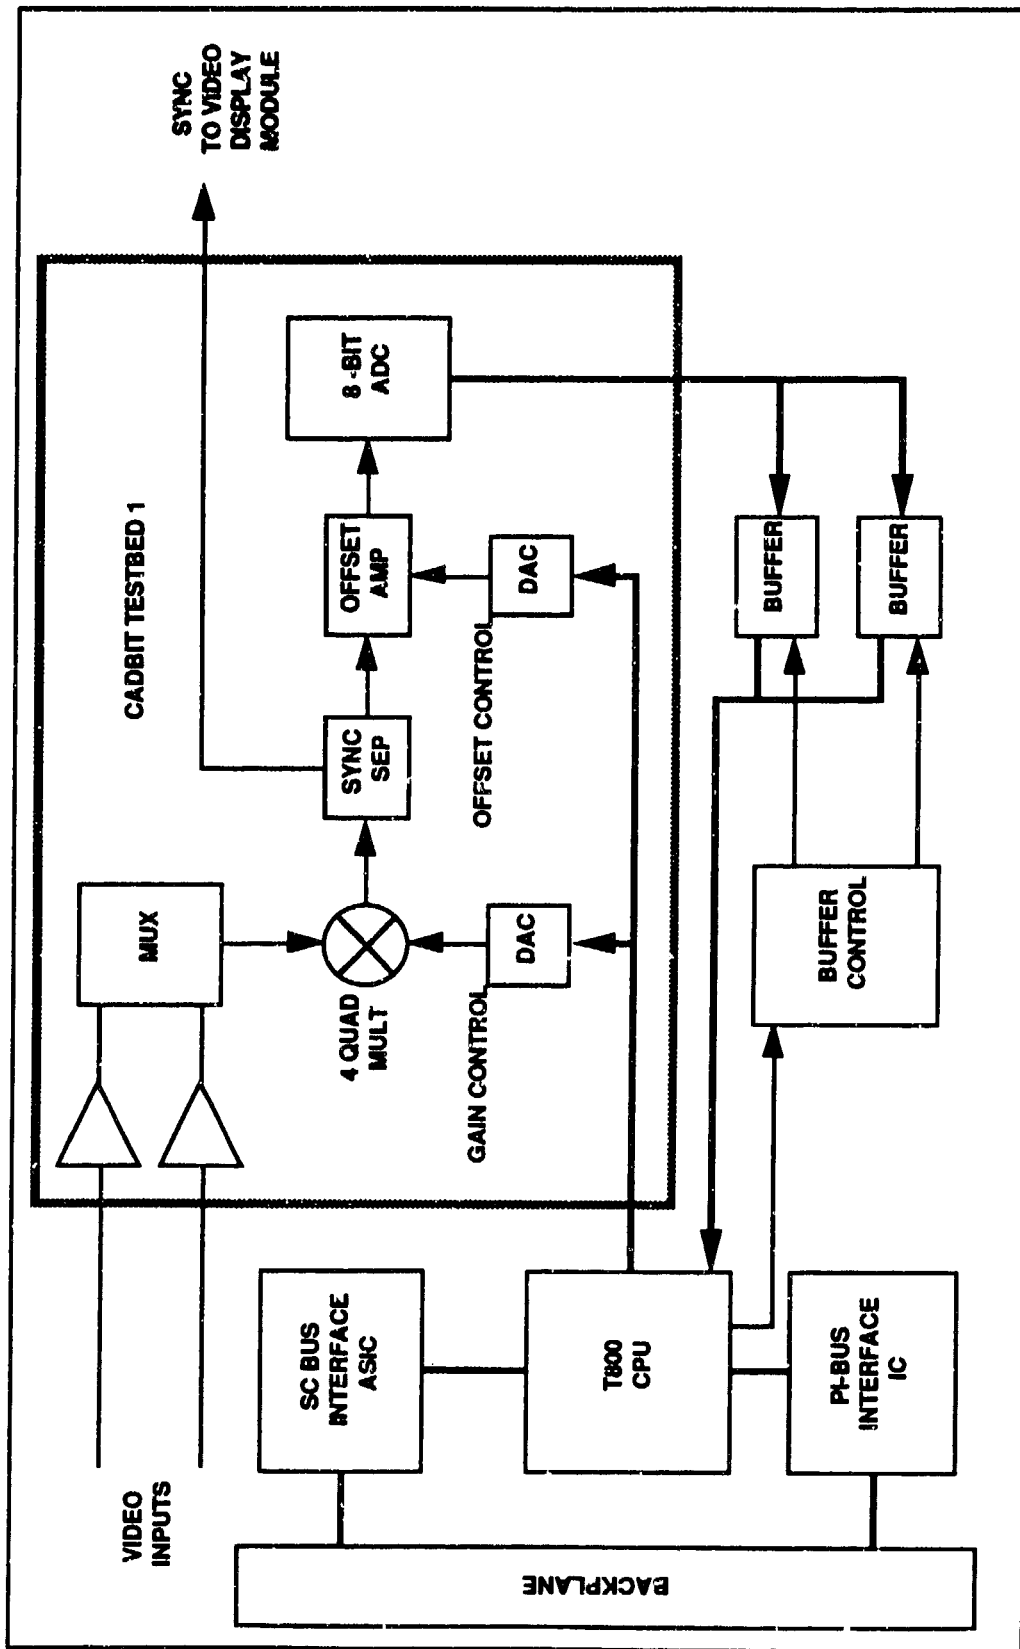 VIDEO
INPUTS
MUX
CADBIT TESTBED 1
SYNC
TO VIDEO
DISPLAY
MODULE
4 QUAD
MULT
SYNC
SEP
OFFSET
AMP
8-BIT
ADC
GAIN CONTROL
DAC
OFFSET CONTROL
DAC
SC BUS
INTERFACE
ASIC
T800
CPU
PI-BUS
INTERFACE
IC
BACKPLANE
BUFFER
CONTROL
BUFFER
BUFFER